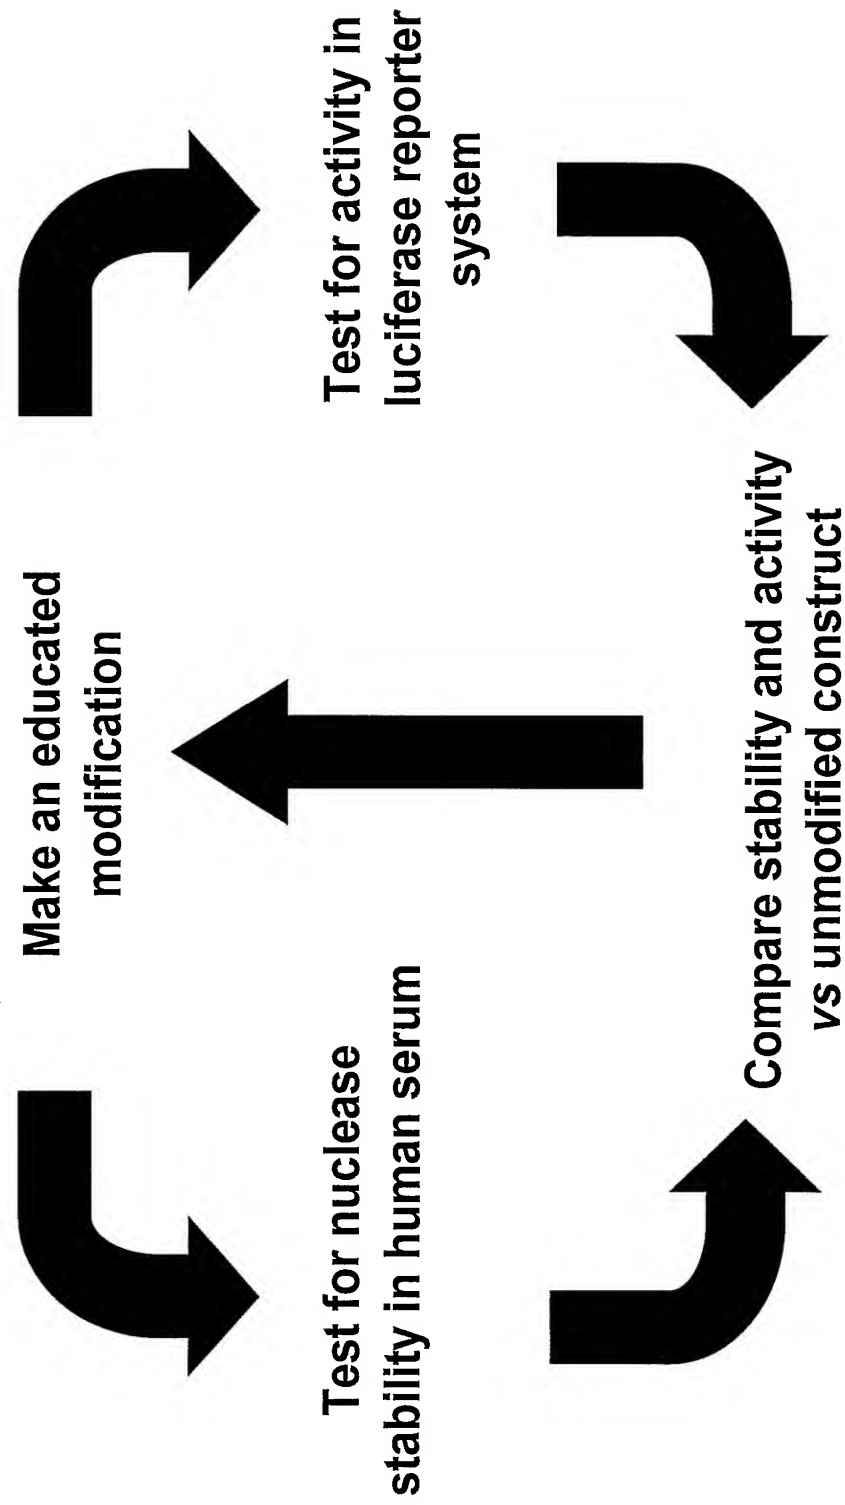 Make an educated
modification
Test for nuclease
stability in human serum
Test for activity in
luciferase reporter
system
Compare stability and activity
vs unmodified construct